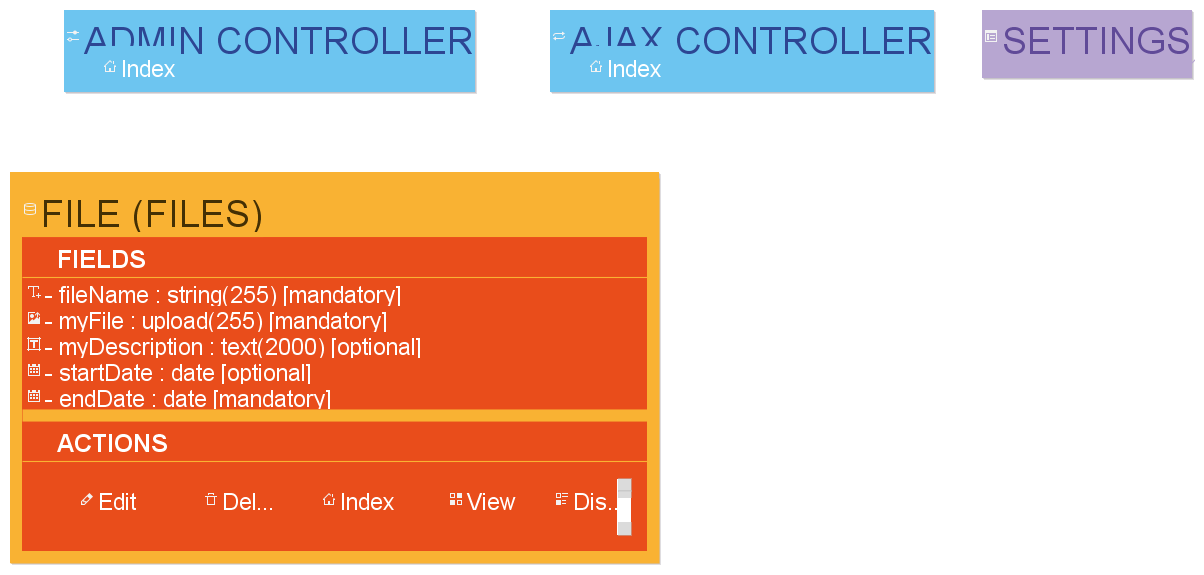 ADMIN CONTROLLER
Index
AJAX CONTROLLER
Index
SETTINGS
FILE (FILES)
FIELDS
- fileName : string(255) [mandatory]
- myFile : upload(255) [mandatory]
- myDescription : text(2000) [optional]
- startDate : date [optional]
- endDate : date [mandatory]
ACTIONS
Edit Del... Index View Dis..